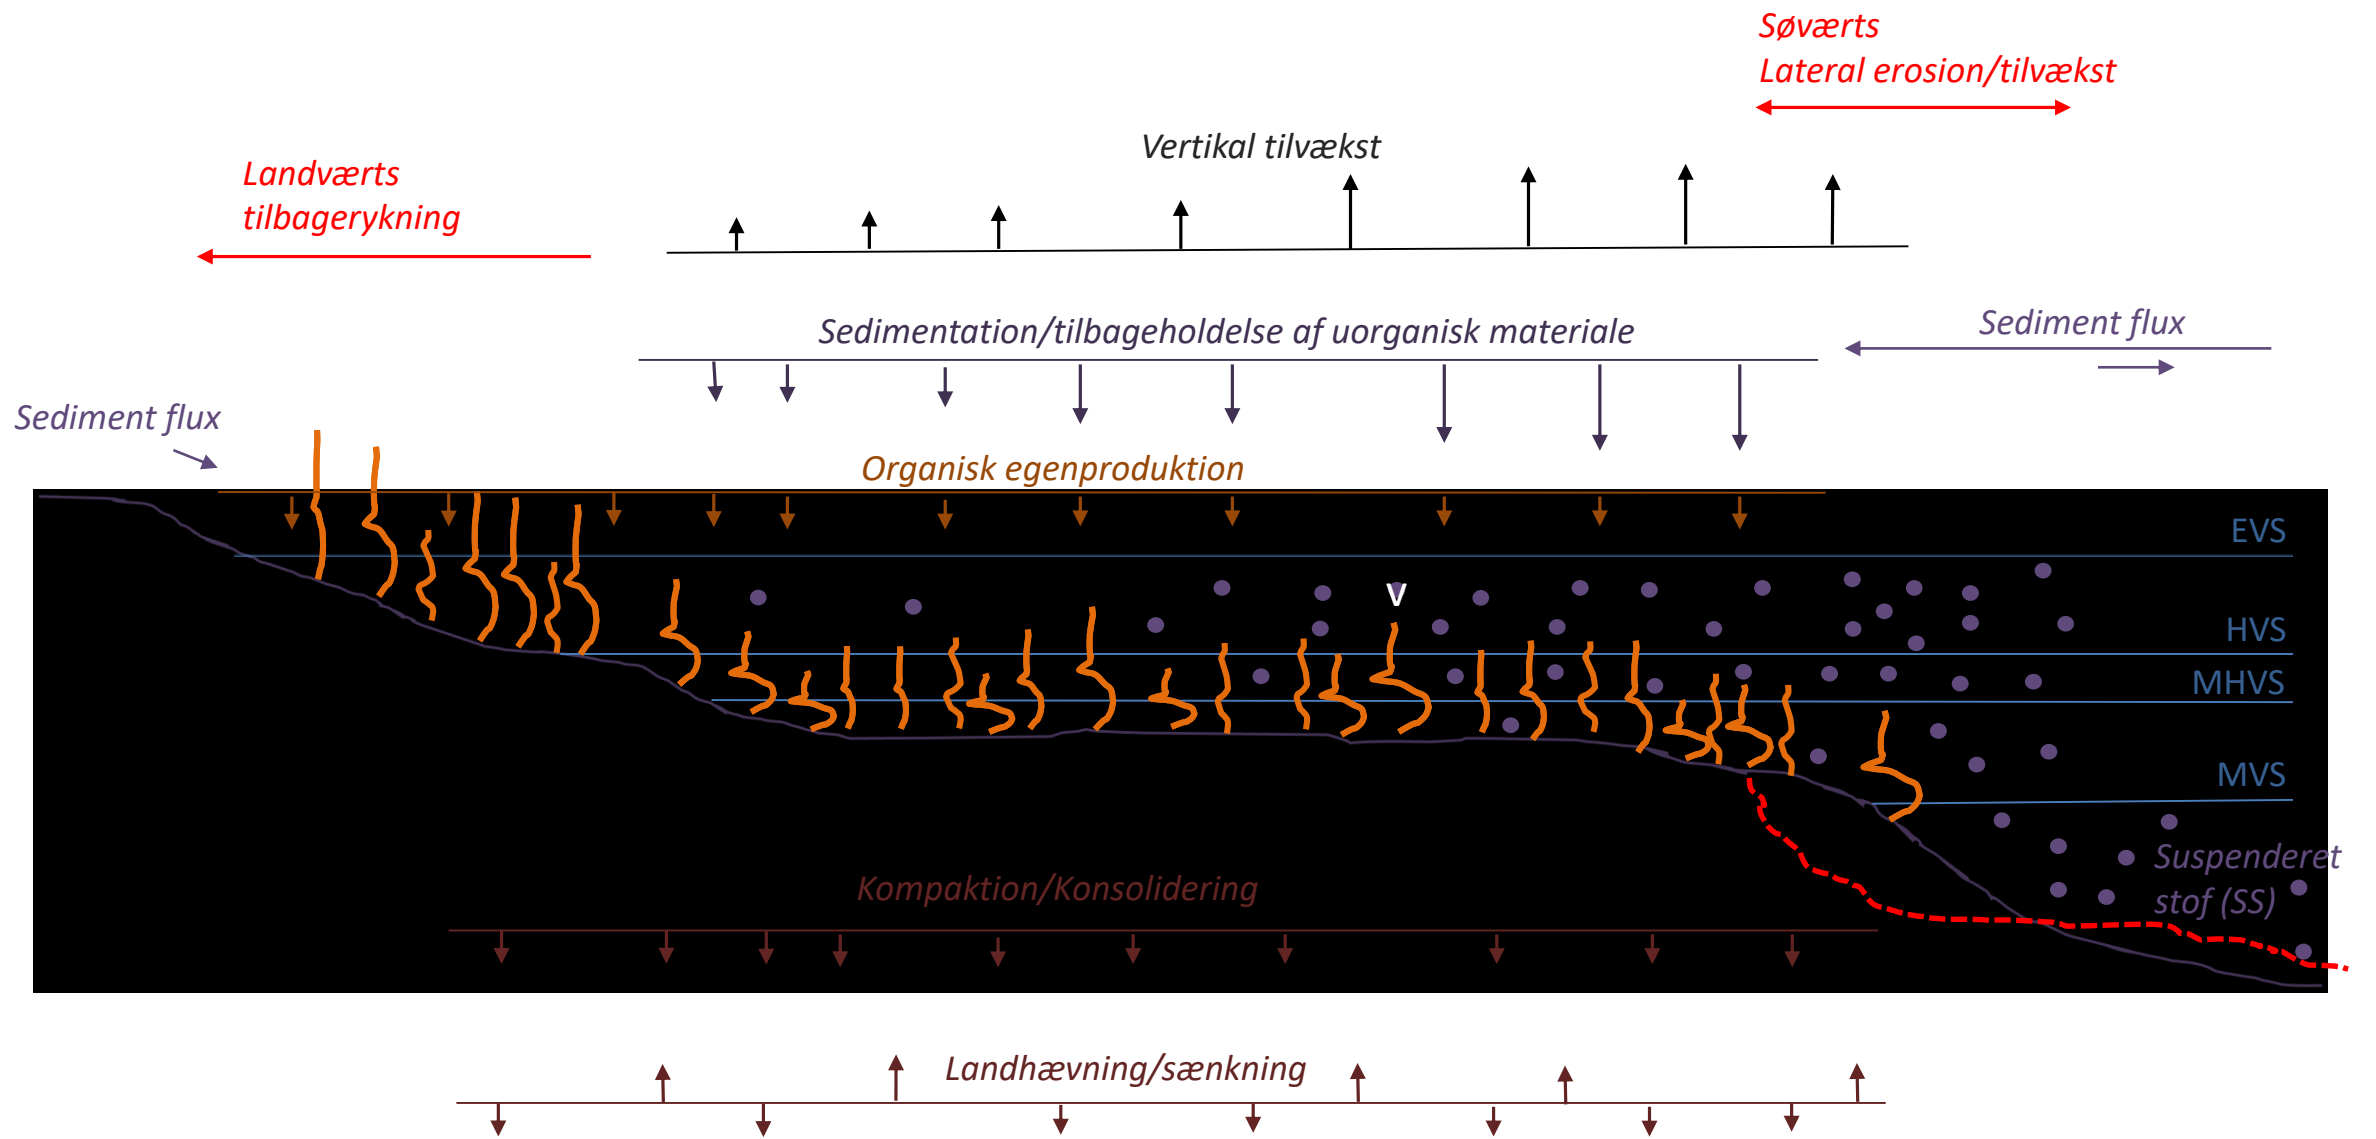 Søværts
Lateral erosion/tilvækst
Vertikal tilvækst
Landværts
tilbagerykning
Sedimentation/tilbageholdelse af uorganisk materiale
Sediment flux
Sediment flux
Organisk egenproduktion
EVS
V
HVS
MHVS
MVS
Suspenderet
stof (SS)
Kompaktion/Konsolidering
Landhævning/sænkning